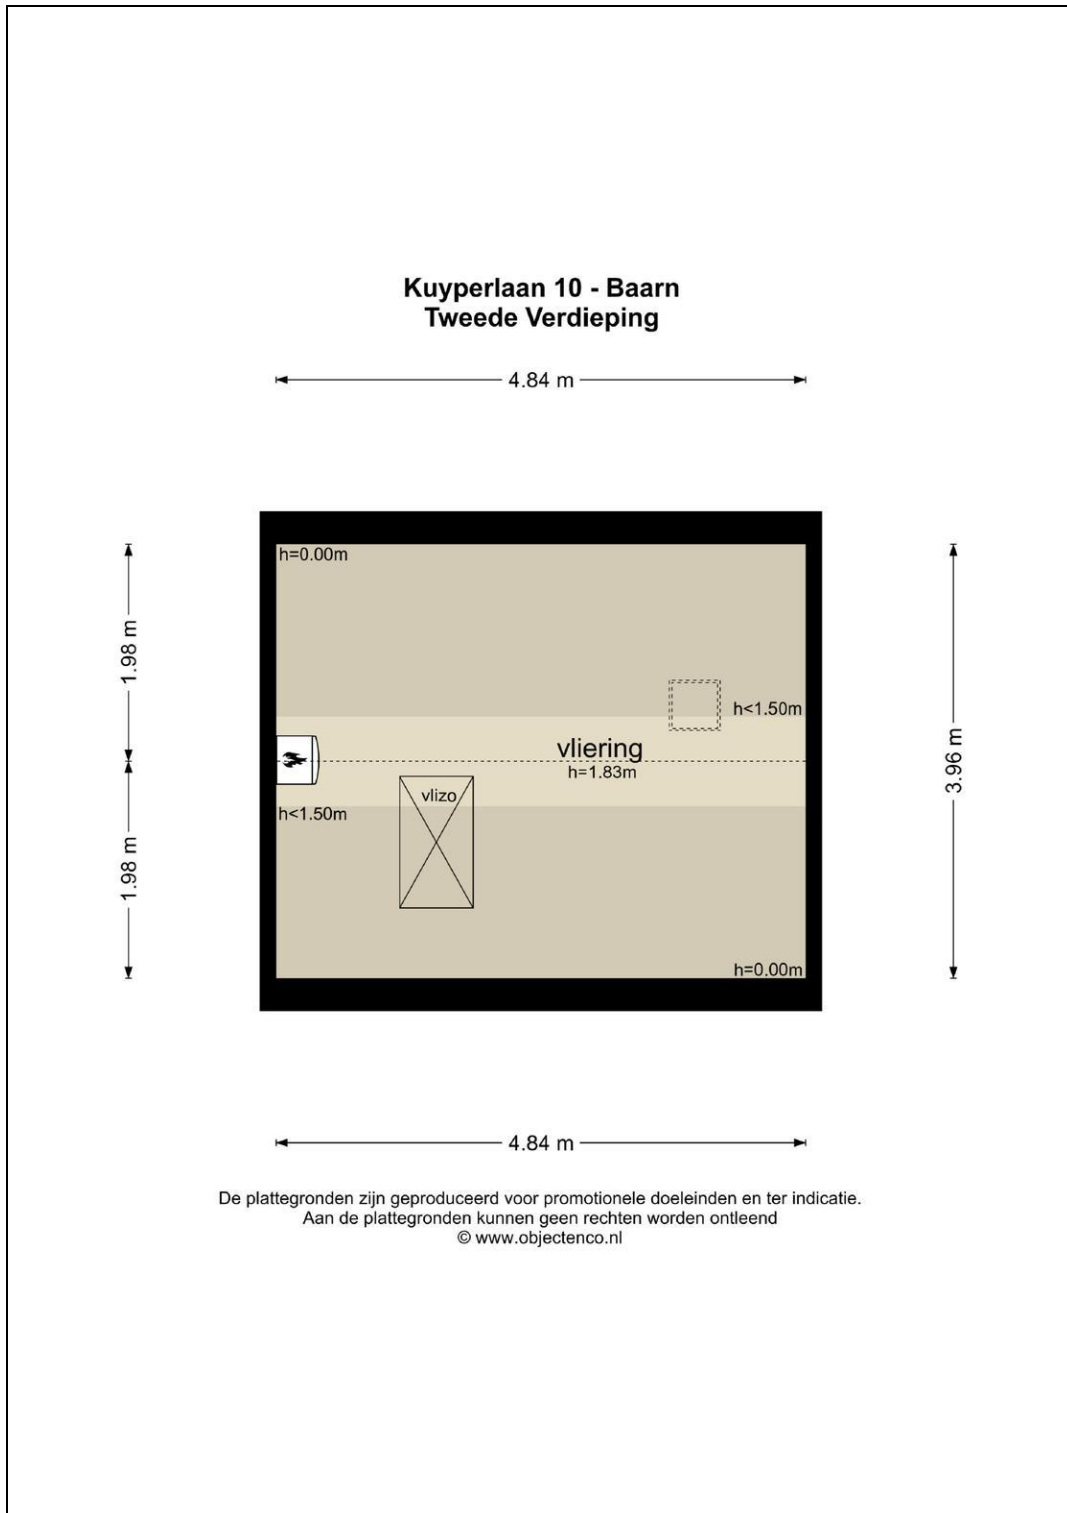 Kuyperlaan 10 - Baarn
Tweede Verdieping
4.84 m
h=0.00m
1.98 m
h<1.50m
vliering
h=1.83m
3.96 m
vlizo
h<1.50m
1.98 m
h=0.00m
4.84 m
De plattegronden zijn geproduceerd voor promotionele doeleinden en ter indicatie.
Aan de plattegronden kunnen geen rechten worden ontleend
© www.objectenco.nl